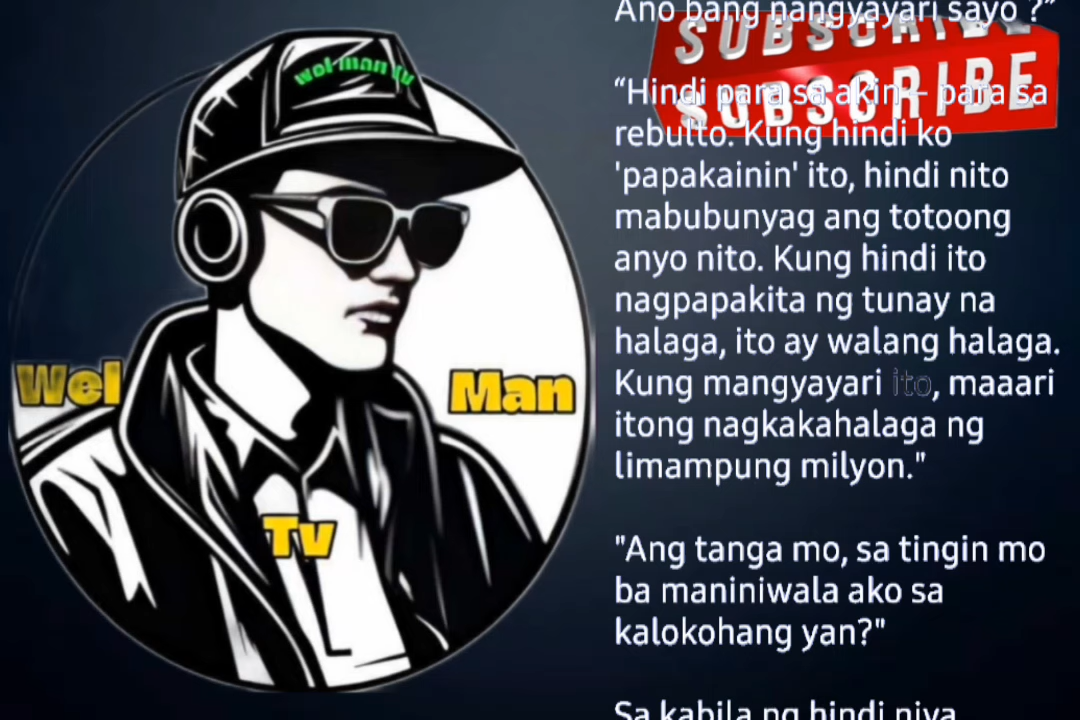 Ano bang nangyayari sayo ?”
SUBSCRIBE
SUBSCRIBE
“Hindi para sa akin – para sa
rebulto. Kung hindi ko
'papakainin' ito, hindi nito
mabubunyag ang totoong
anyo nito. Kung hindi ito
nagpapakita ng tunay na
halaga, ito ay walang halaga.
Kung mangyayari ito, maaari
itong nagkakahalaga ng
limampung milyon."
"Ang tanga mo, sa tingin mo
ba maniniwala ako sa
kalokohang yan?"
Sa kabila ng hindi niya
wel man tv
Wel
Man
Tv